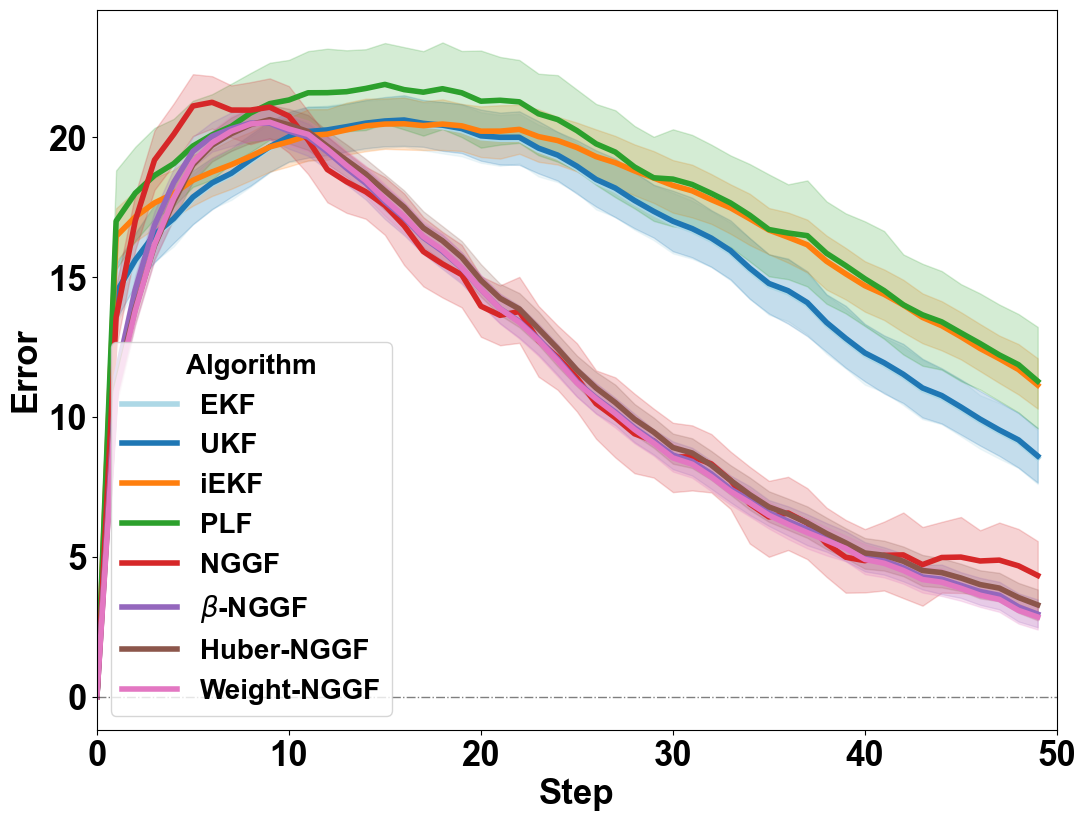 Error
20
15
10
5
0
Algorithm
EKF
UKF
iEKF
PLF
NGGF
β-NGGF
Huber-NGGF
Weight-NGGF
0 10 20 30 40 50
Step